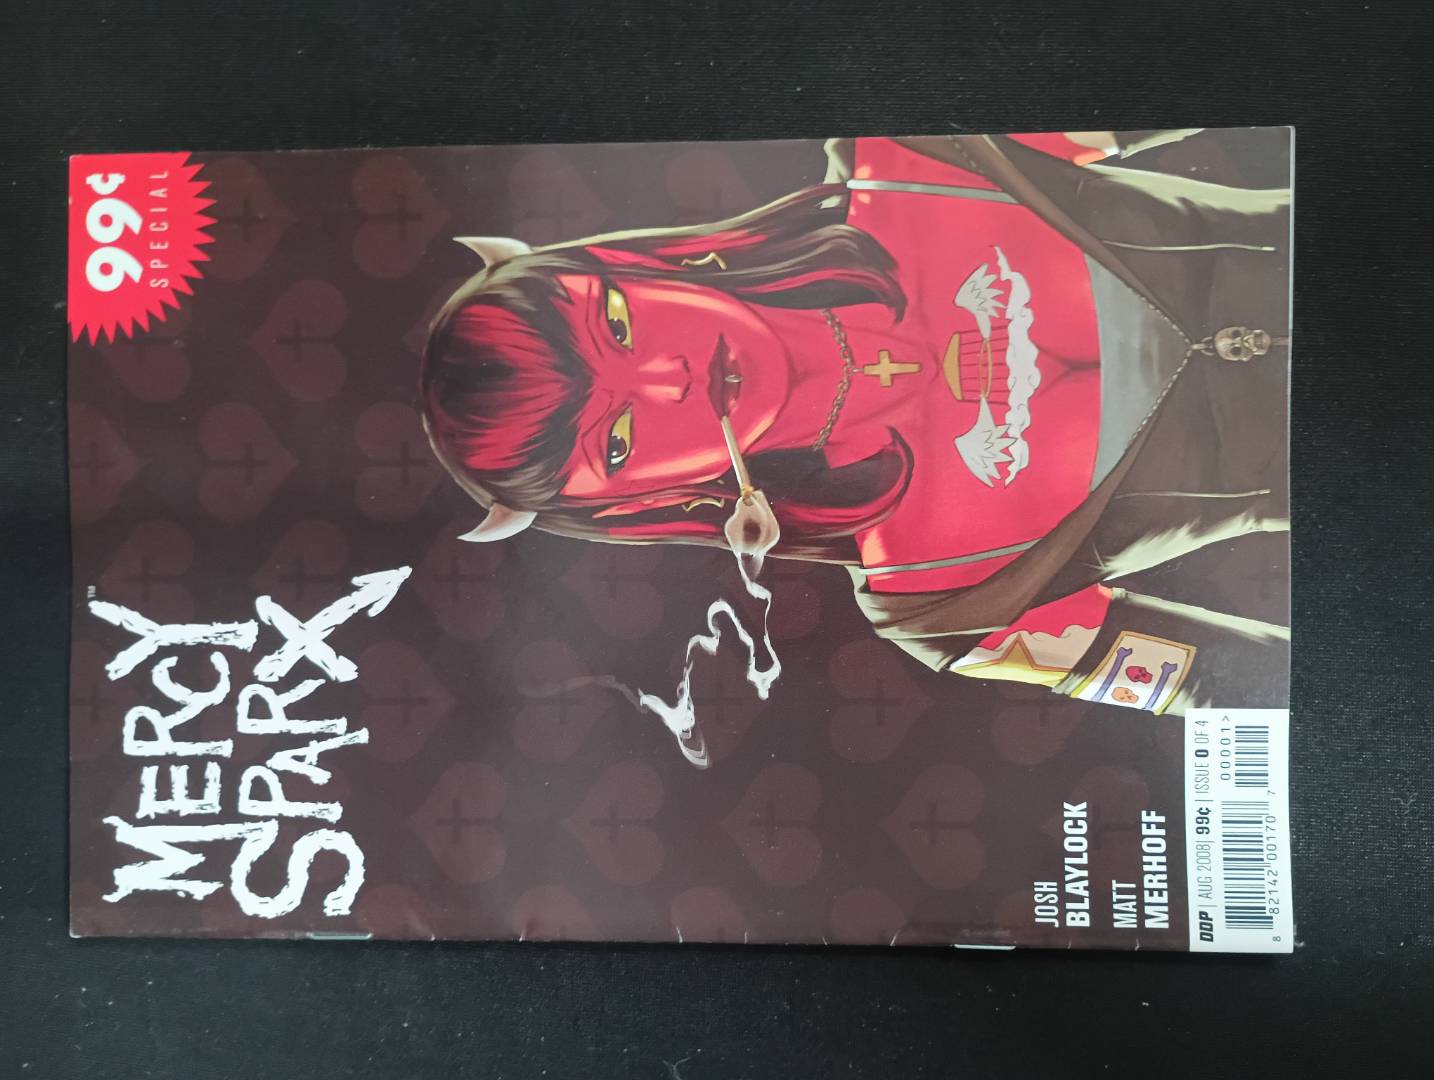 99¢
SPECIAL
MERCY
SPARX
™
JOSH
BLAYLOCK
MATT
MERHOFF
DDP | AUG 2008 | 99¢ | ISSUE 0 OF 4
00001>
8 82142 00170 7